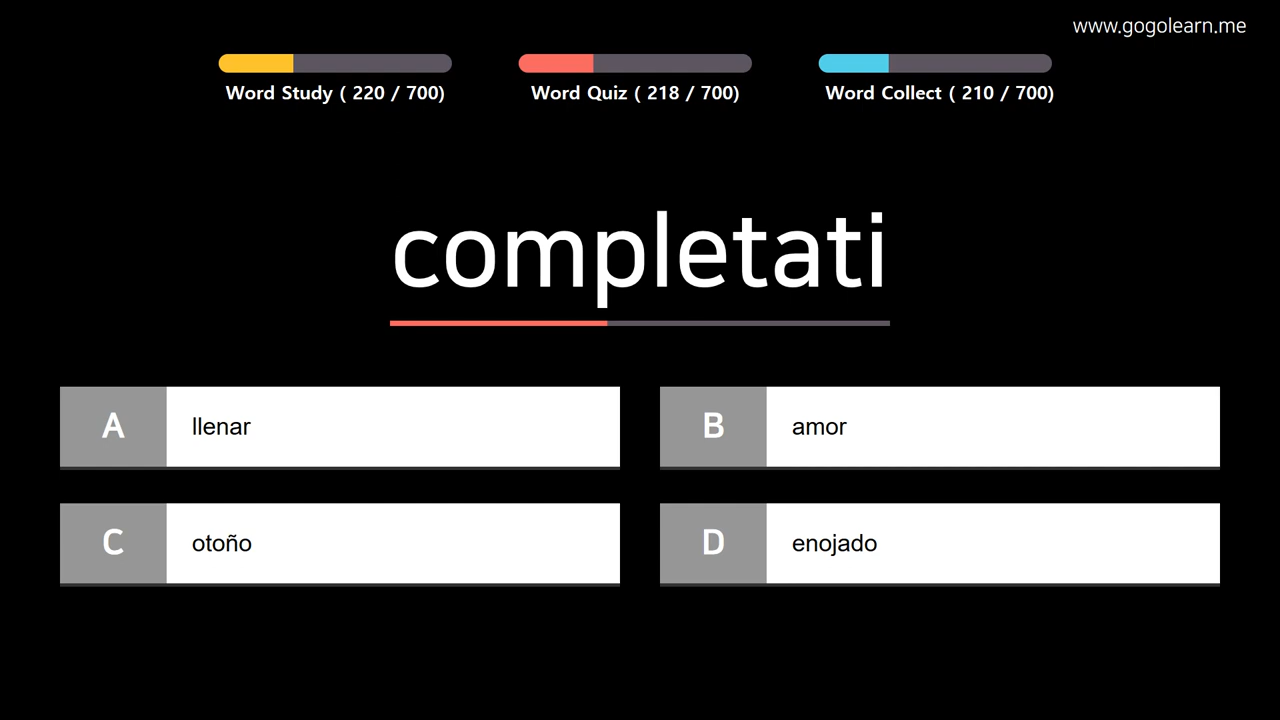 www.gogolearn.me
Word Study ( 220 / 700)
Word Quiz ( 218 / 700)
Word Collect ( 210 / 700)
completati
A llenar
B amor
C otoño
D enojado